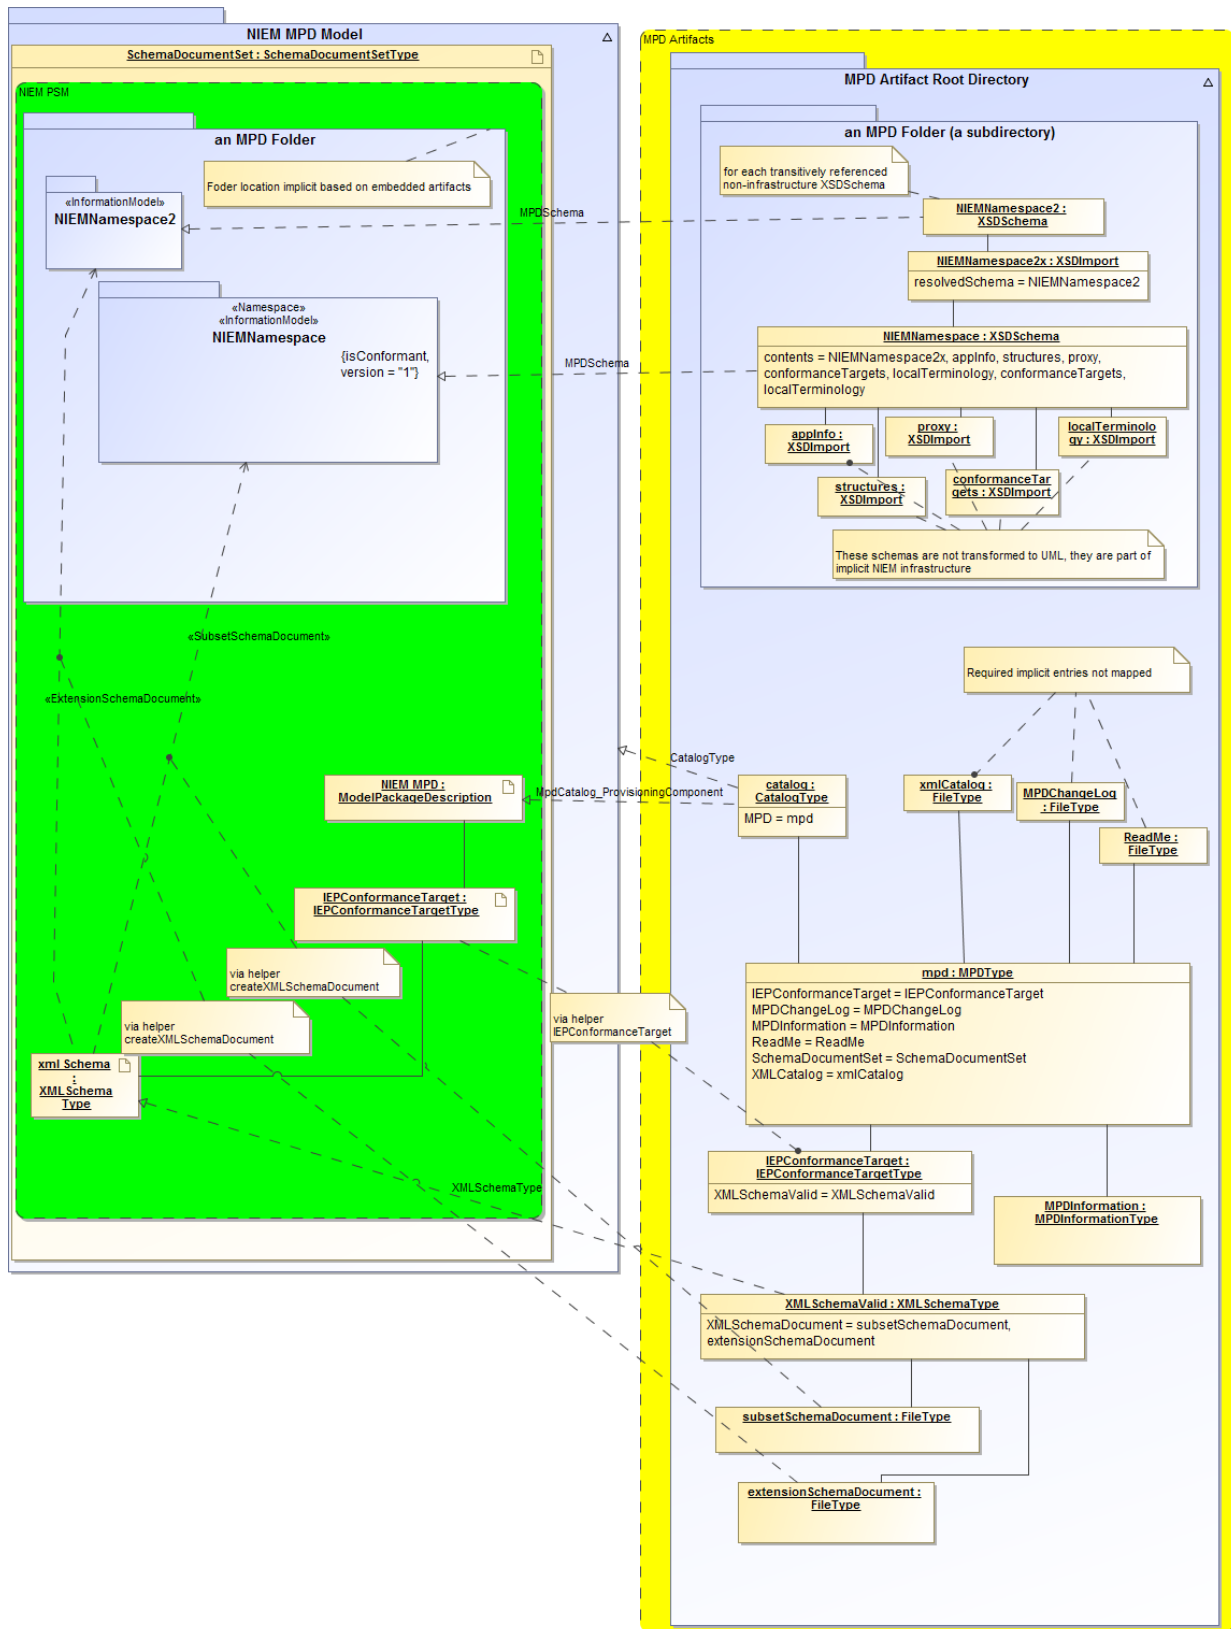 NIEM MPD Model
SchemaDocumentSet : SchemaDocumentSetType
NIEM PSM
an MPD Folder
Foder location implicit based on embedded artifacts
«InformationModel»
NIEMNamespace2
«Namespace»
«InformationModel»
NIEMNamespace
{isConformant,
version = "1"}
MPDSchema
MPDSchema
«SubsetSchemaDocument»
«ExtensionSchemaDocument»
CatalogType
MpdCatalog_ProvisioningComponent
NIEM MPD :
ModelPackageDescription
IEPConformanceTarget :
IEPConformanceTargetType
via helper
createXMLSchemaDocument
via helper
createXMLSchemaDocument
via helper
IEPConformanceTarget
xml Schema
:
XMLSchema
Type
XMLSchemaType
MPD Artifacts
MPD Artifact Root Directory
an MPD Folder (a subdirectory)
for each transitively referenced
non-infrastructure XSDSchema
NIEMNamespace2 :
XSDSchema
NIEMNamespace2x : XSDImport
resolvedSchema = NIEMNamespace2
NIEMNamespace : XSDSchema
contents = NIEMNamespace2x, appInfo, structures, proxy,
conformanceTargets, localTerminology, conformanceTargets,
localTerminology
appInfo :
XSDImport
proxy :
XSDImport
localTerminolo
gy : XSDImport
structures :
XSDImport
conformanceTar
gets : XSDImport
These schemas are not transformed to UML, they are part of
implicit NIEM infrastructure
Required implicit entries not mapped
catalog :
CatalogType
MPD = mpd
xmlCatalog :
FileType
MPDChangeLog
: FileType
ReadMe :
FileType
mpd : MPDType
IEPConformanceTarget = IEPConformanceTarget
MPDChangeLog = MPDChangeLog
MPDInformation = MPDInformation
ReadMe = ReadMe
SchemaDocumentSet = SchemaDocumentSet
XMLCatalog = xmlCatalog
IEPConformanceTarget :
IEPConformanceTargetType
XMLSchemaValid = XMLSchemaValid
MPDInformation :
MPDInformationType
XMLSchemaValid : XMLSchemaType
XMLSchemaDocument = subsetSchemaDocument,
extensionSchemaDocument
subsetSchemaDocument : FileType
extensionSchemaDocument :
FileType